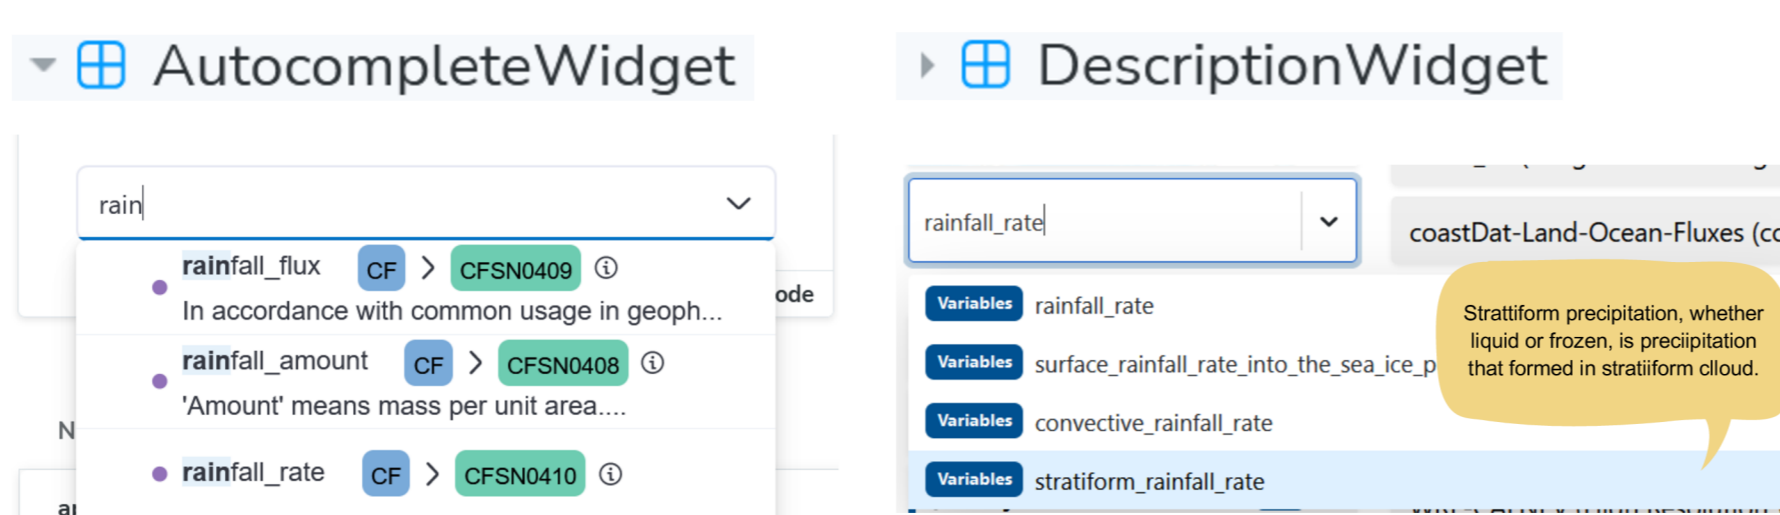 AutocompleteWidget
rain
rainfall_flux CF > CFSN0409
In accordance with common usage in geoph...
ode
rainfall_amount CF > CFSN0408
'Amount' means mass per unit area....
N
rainfall_rate CF > CFSN0410
DescriptionWidget
rainfall_rate
coastDat-Land-Ocean-Fluxes (co
Variables rainfall_rate
Variables surface_rainfall_rate_into_the_sea_ice_p
Variables convective_rainfall_rate
Variables stratiform_rainfall_rate
Strattiform precipitation, whether
liquid or frozen, is preciipitation
that formed in stratiiform clloud.